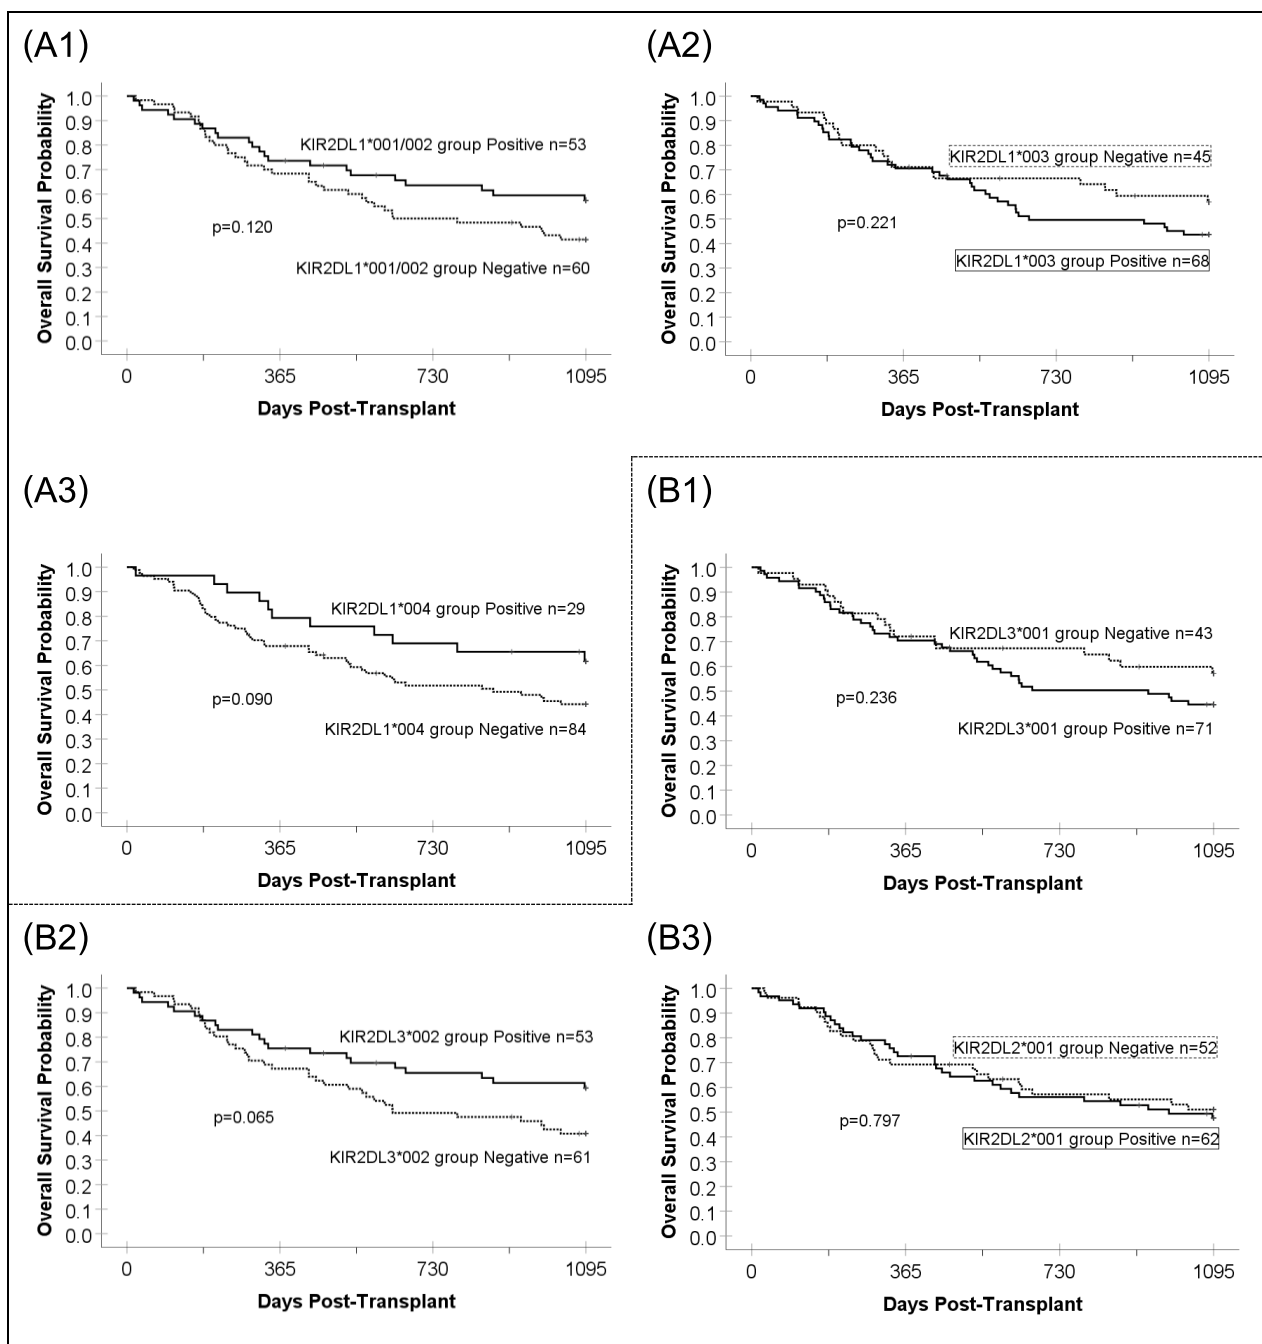 (A1)
Overall Survival Probability
1.0
0.9
0.8
0.7
0.6
0.5
0.4
0.3
0.2
0.1
0.0
KIR2DL1*001/002 group Positive n=53
p=0.120
KIR2DL1*001/002 group Negative n=60
0 365 730 1095
Days Post-Transplant
(A2)
Overall Survival Probability
1.0
0.9
0.8
0.7
0.6
0.5
0.4
0.3
0.2
0.1
0.0
KIR2DL1*003 group Negative n=45
p=0.221
KIR2DL1*003 group Positive n=68
0 365 730 1095
Days Post-Transplant
(A3)
Overall Survival Probability
1.0
0.9
0.8
0.7
0.6
0.5
0.4
0.3
0.2
0.1
0.0
KIR2DL1*004 group Positive n=29
p=0.090
KIR2DL1*004 group Negative n=84
0 365 730 1095
Days Post-Transplant
(B1)
Overall Survival Probability
1.0
0.9
0.8
0.7
0.6
0.5
0.4
0.3
0.2
0.1
0.0
KIR2DL3*001 group Negative n=43
p=0.236
KIR2DL3*001 group Positive n=71
0 365 730 1095
Days Post-Transplant
(B2)
Overall Survival Probability
1.0
0.9
0.8
0.7
0.6
0.5
0.4
0.3
0.2
0.1
0.0
KIR2DL3*002 group Positive n=53
p=0.065
KIR2DL3*002 group Negative n=61
0 365 730 1095
Days Post-Transplant
(B3)
Overall Survival Probability
1.0
0.9
0.8
0.7
0.6
0.5
0.4
0.3
0.2
0.1
0.0
KIR2DL2*001 group Negative n=52
p=0.797
KIR2DL2*001 group Positive n=62
0 365 730 1095
Days Post-Transplant